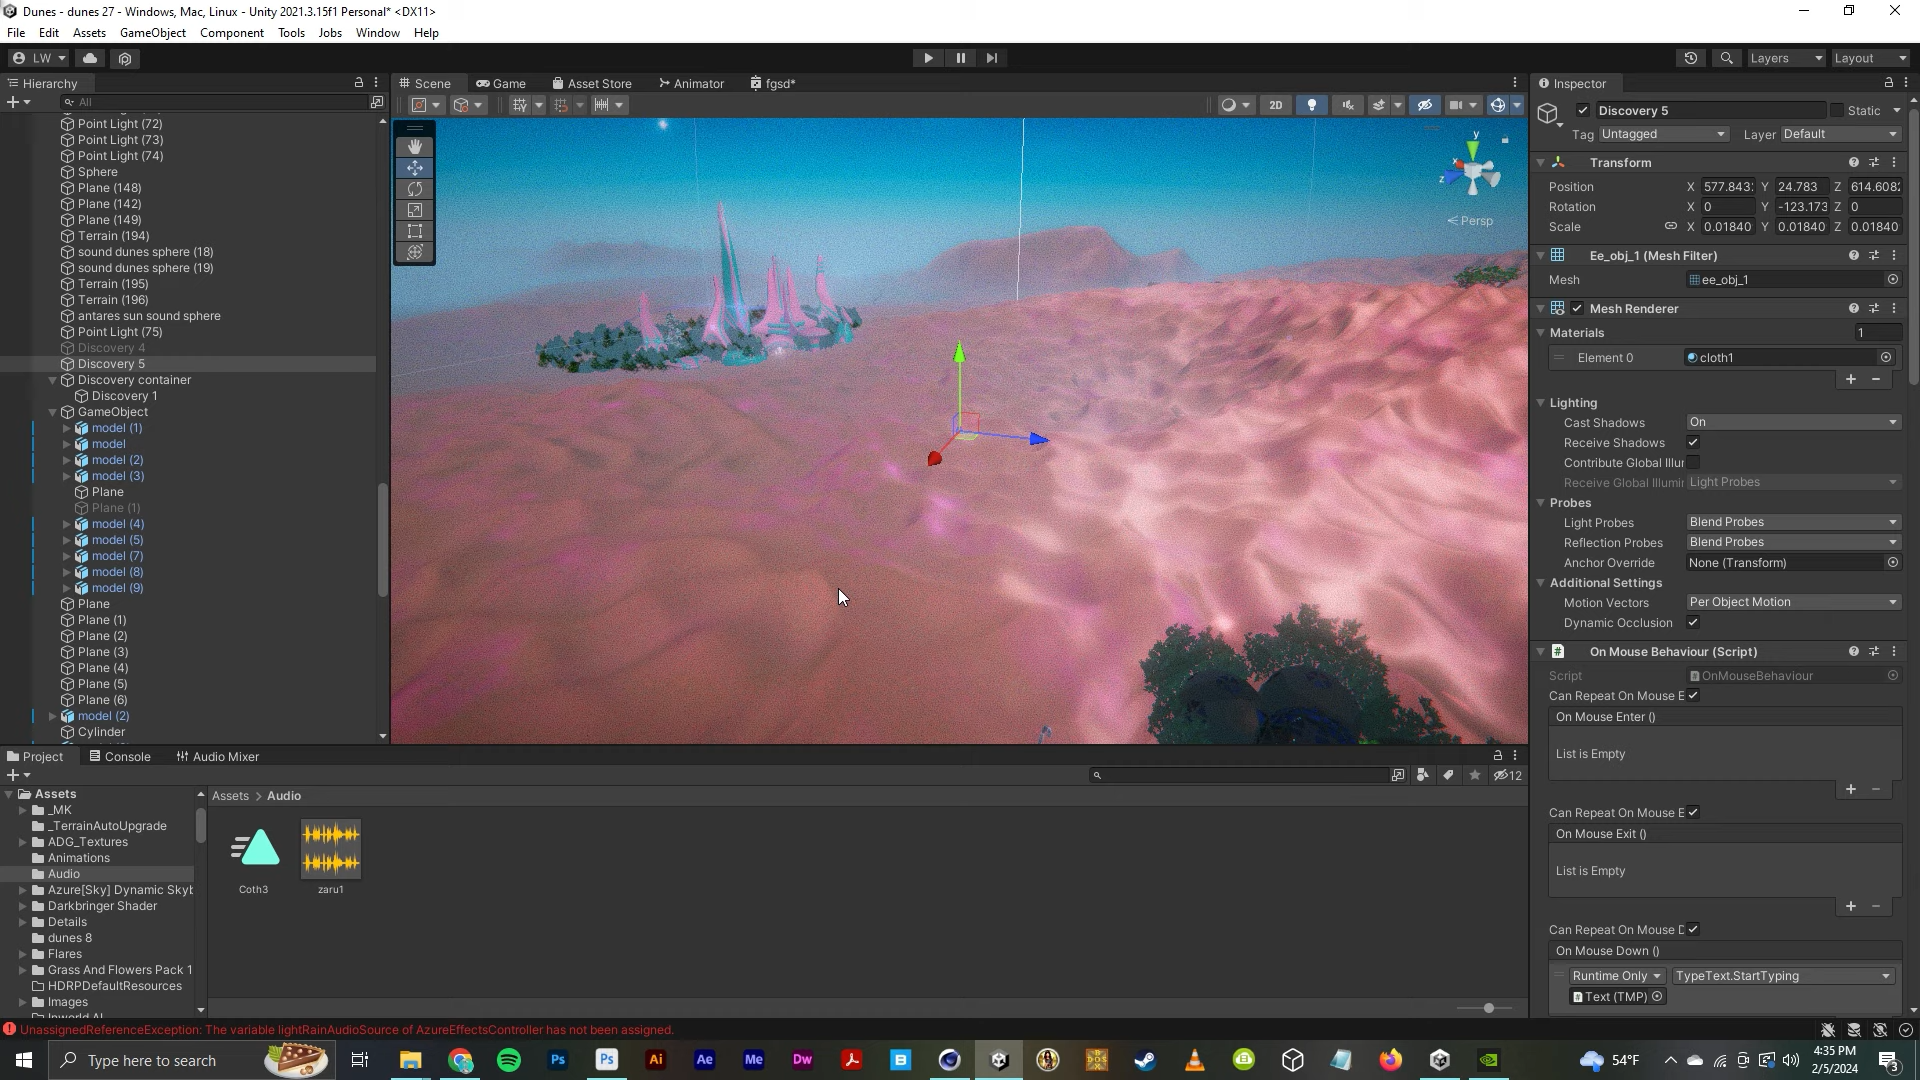 Dunes - dunes 27 - Windows, Mac, Linux - Unity 2021.3.15f1 Personal* <DX11>
File Edit Assets GameObject Component Tools Jobs Window Help
LW
Layers
Layout
Hierarchy
All
Point Light (72)
Point Light (73)
Point Light (74)
Sphere
Plane (148)
Plane (142)
Plane (149)
Terrain (194)
sound dunes sphere (18)
sound dunes sphere (19)
Terrain (195)
Terrain (196)
antares sun sound sphere
Point Light (75)
Discovery 4
Discovery 5
Discovery container
Discovery 1
GameObject
model (1)
model
model (2)
model (3)
Plane
Plane (1)
model (4)
model (5)
model (7)
model (8)
model (9)
Plane
Plane (1)
Plane (2)
Plane (3)
Plane (4)
Plane (5)
Plane (6)
model (2)
Cylinder
Scene Game Asset Store Animator fgsd*
2D
y
x
z
Persp
Inspector
Discovery 5
Static
Tag Untagged Layer Default
Transform
Position X 577.843 Y 24.783 Z 614.608
Rotation X 0 Y -123.173 Z 0
Scale X 0.01840 Y 0.01840 Z 0.01840
Ee_obj_1 (Mesh Filter)
Mesh ee_obj_1
Mesh Renderer
Materials 1
Element 0 cloth1
Lighting
Cast Shadows On
Receive Shadows
Contribute Global Illur
Receive Global Illumir Light Probes
Probes
Light Probes Blend Probes
Reflection Probes Blend Probes
Anchor Override None (Transform)
Additional Settings
Motion Vectors Per Object Motion
Dynamic Occlusion
On Mouse Behaviour (Script)
Script OnMouseBehaviour
Can Repeat On Mouse E
On Mouse Enter ()
List is Empty
Can Repeat On Mouse E
On Mouse Exit ()
List is Empty
Can Repeat On Mouse D
On Mouse Down ()
Runtime Only TypeText.StartTyping
Text (TMP)
Project Console Audio Mixer
12
Assets
_MK
_TerrainAutoUpgrade
ADG_Textures
Animations
Audio
Azure[Sky] Dynamic Skyb
Darkbringer Shader
Details
dunes 8
Flares
Grass And Flowers Pack 1
HDRPDefaultResources
Images
Inworld AI
Assets > Audio
Coth3
zaru1
UnassignedReferenceException: The variable lightRainAudioSource of AzureEffectsController has not been assigned.
Type here to search
Ps
Ps
Ai
Ae
Me
Dw
54°F
4:35 PM
2/5/2024
3